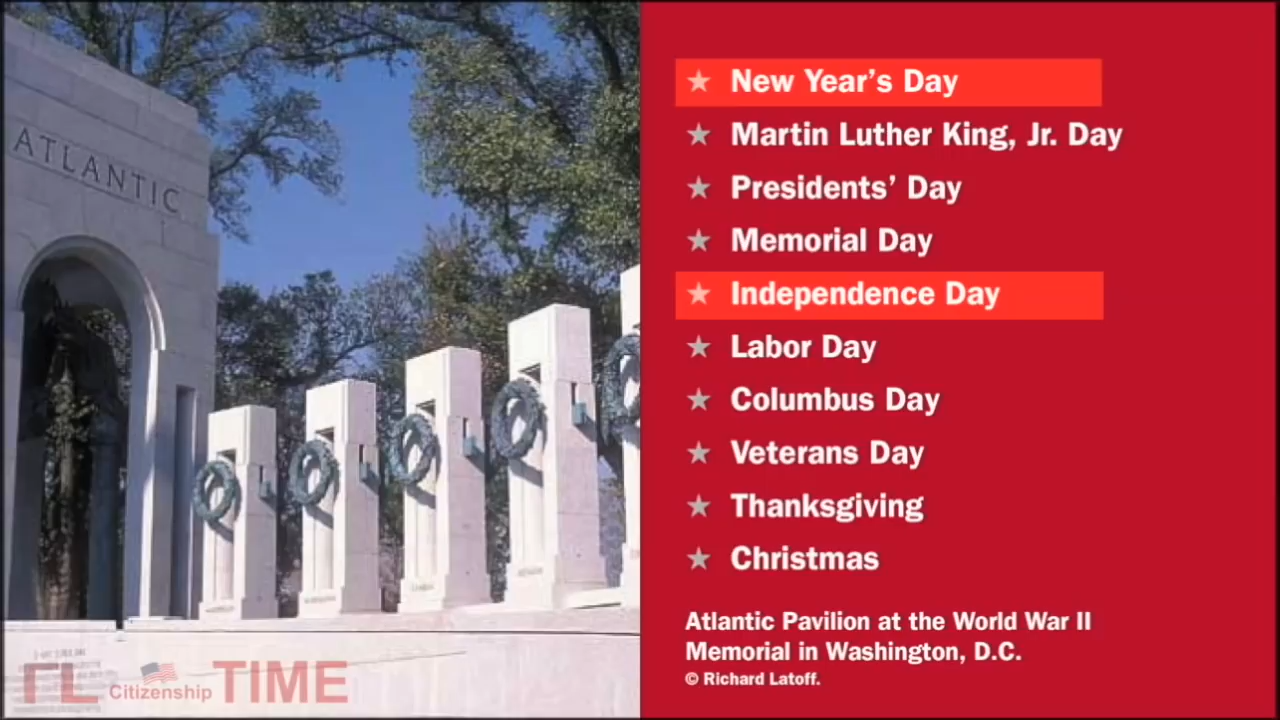 ATLANTIC
★ New Year's Day
★ Martin Luther King, Jr. Day
★ Presidents' Day
★ Memorial Day
★ Independence Day
★ Labor Day
★ Columbus Day
★ Veterans Day
★ Thanksgiving
★ Christmas
Atlantic Pavilion at the World War II
Memorial in Washington, D.C.
© Richard Latoff.
TL Citizenship TIME